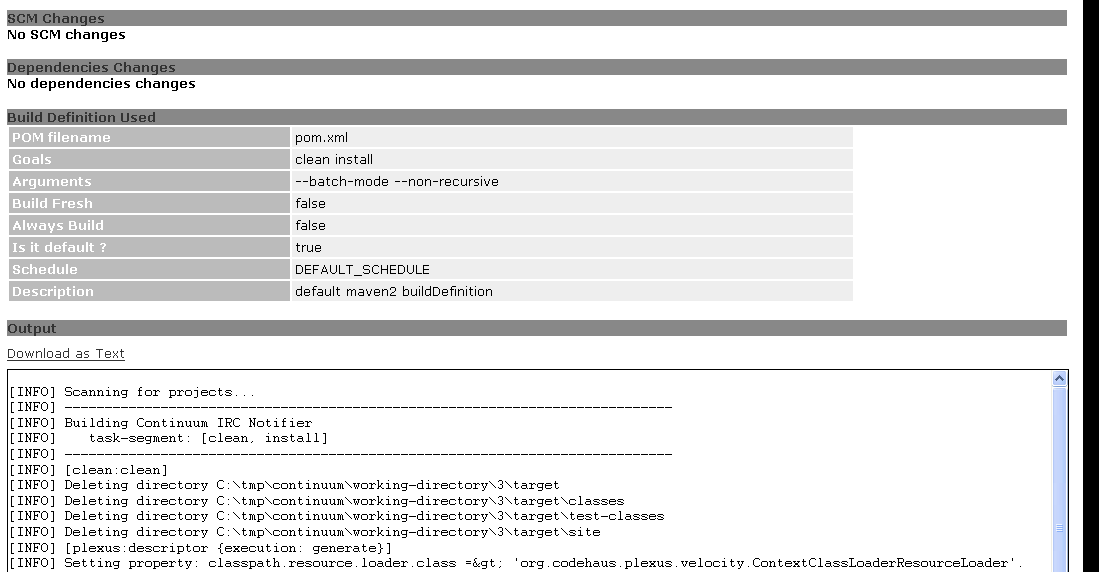 SCM Changes
No SCM changes
Dependencies Changes
No dependencies changes
Build Definition Used
POM filename pom.xml
Goals clean install
Arguments --batch-mode --non-recursive
Build Fresh false
Always Build false
Is it default ? true
Schedule DEFAULT_SCHEDULE
Description default maven2 buildDefinition
Output
Download as Text
[INFO] Scanning for projects...
[INFO] ----------------------------------------------------------------------------
[INFO] Building Continuum IRC Notifier
[INFO]    task-segment: [clean, install]
[INFO] ----------------------------------------------------------------------------
[INFO] [clean:clean]
[INFO] Deleting directory C:\tmp\continuum\working-directory\3\target
[INFO] Deleting directory C:\tmp\continuum\working-directory\3\target\classes
[INFO] Deleting directory C:\tmp\continuum\working-directory\3\target\test-classes
[INFO] Deleting directory C:\tmp\continuum\working-directory\3\target\site
[INFO] [plexus:descriptor {execution: generate}]
[INFO] Setting property: classpath.resource.loader.class =&gt; 'org.codehaus.plexus.velocity.ContextClassLoaderResourceLoader'.